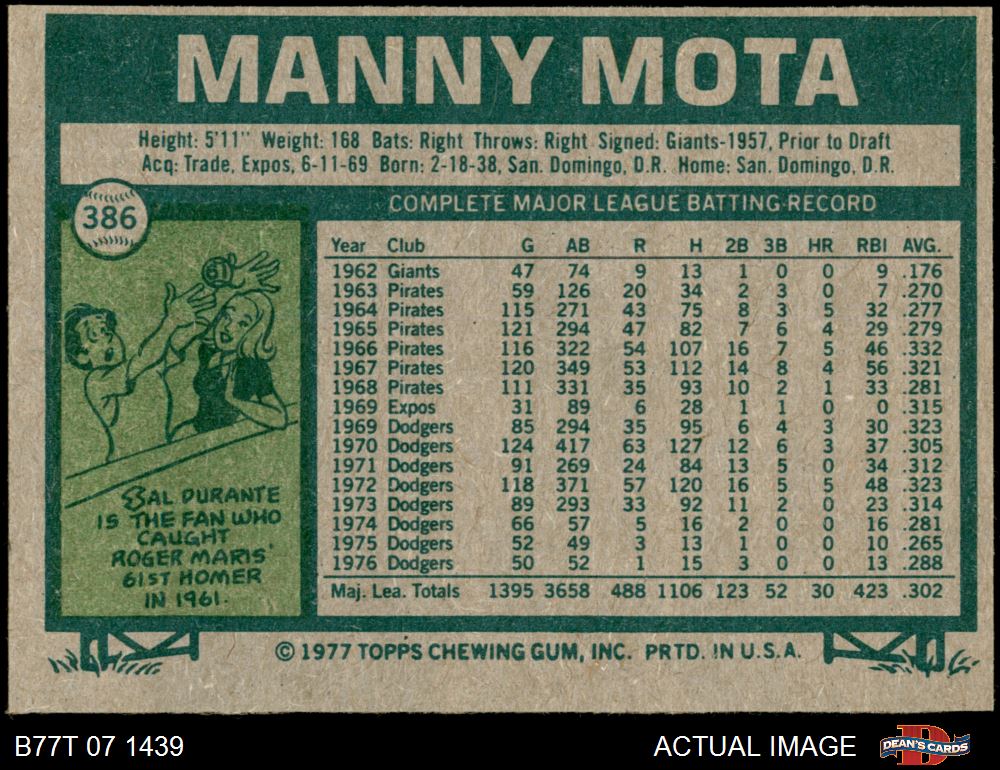 MANNY MOTA
Height: 5'11" Weight: 168 Bats: Right Throws: Right Signed: Giants-1957, Prior to Draft
Acq: Trade, Expos, 6-11-69 Born: 2-18-38, San. Domingo, D.R. Home: San. Domingo, D.R.
386
COMPLETE MAJOR LEAGUE BATTING RECORD
Year Club G AB R H 2B 3B HR RBI AVG.
1962 Giants 47 74 9 13 1 0 0 9 .176
1963 Pirates 59 126 20 34 2 3 0 7 .270
1964 Pirates 115 271 43 75 8 3 5 32 .277
1965 Pirates 121 294 47 82 7 6 4 29 .279
1966 Pirates 116 322 54 107 16 7 5 46 .332
1967 Pirates 120 349 53 112 14 8 4 56 .321
1968 Pirates 111 331 35 93 10 2 1 33 .281
1969 Expos 31 89 6 28 1 1 0 0 .315
1969 Dodgers 85 294 35 95 6 4 3 30 .323
1970 Dodgers 124 417 63 127 12 6 3 37 .305
1971 Dodgers 91 269 24 84 13 5 0 34 .312
1972 Dodgers 118 371 57 120 16 5 5 48 .323
1973 Dodgers 89 293 33 92 11 2 0 23 .314
1974 Dodgers 66 57 5 16 2 0 0 16 .281
1975 Dodgers 52 49 3 13 1 0 0 10 .265
1976 Dodgers 50 52 1 15 3 0 0 13 .288
Maj. Lea. Totals 1395 3658 488 1106 123 52 30 423 .302
61
SAL DURANTE
IS THE FAN WHO
CAUGHT
ROGER MARIS'
61ST HOMER
IN 1961.
© 1977 TOPPS CHEWING GUM, INC. PRTD. IN U.S.A.
B77T 07 1439
ACTUAL IMAGE
DEAN'S CARDS